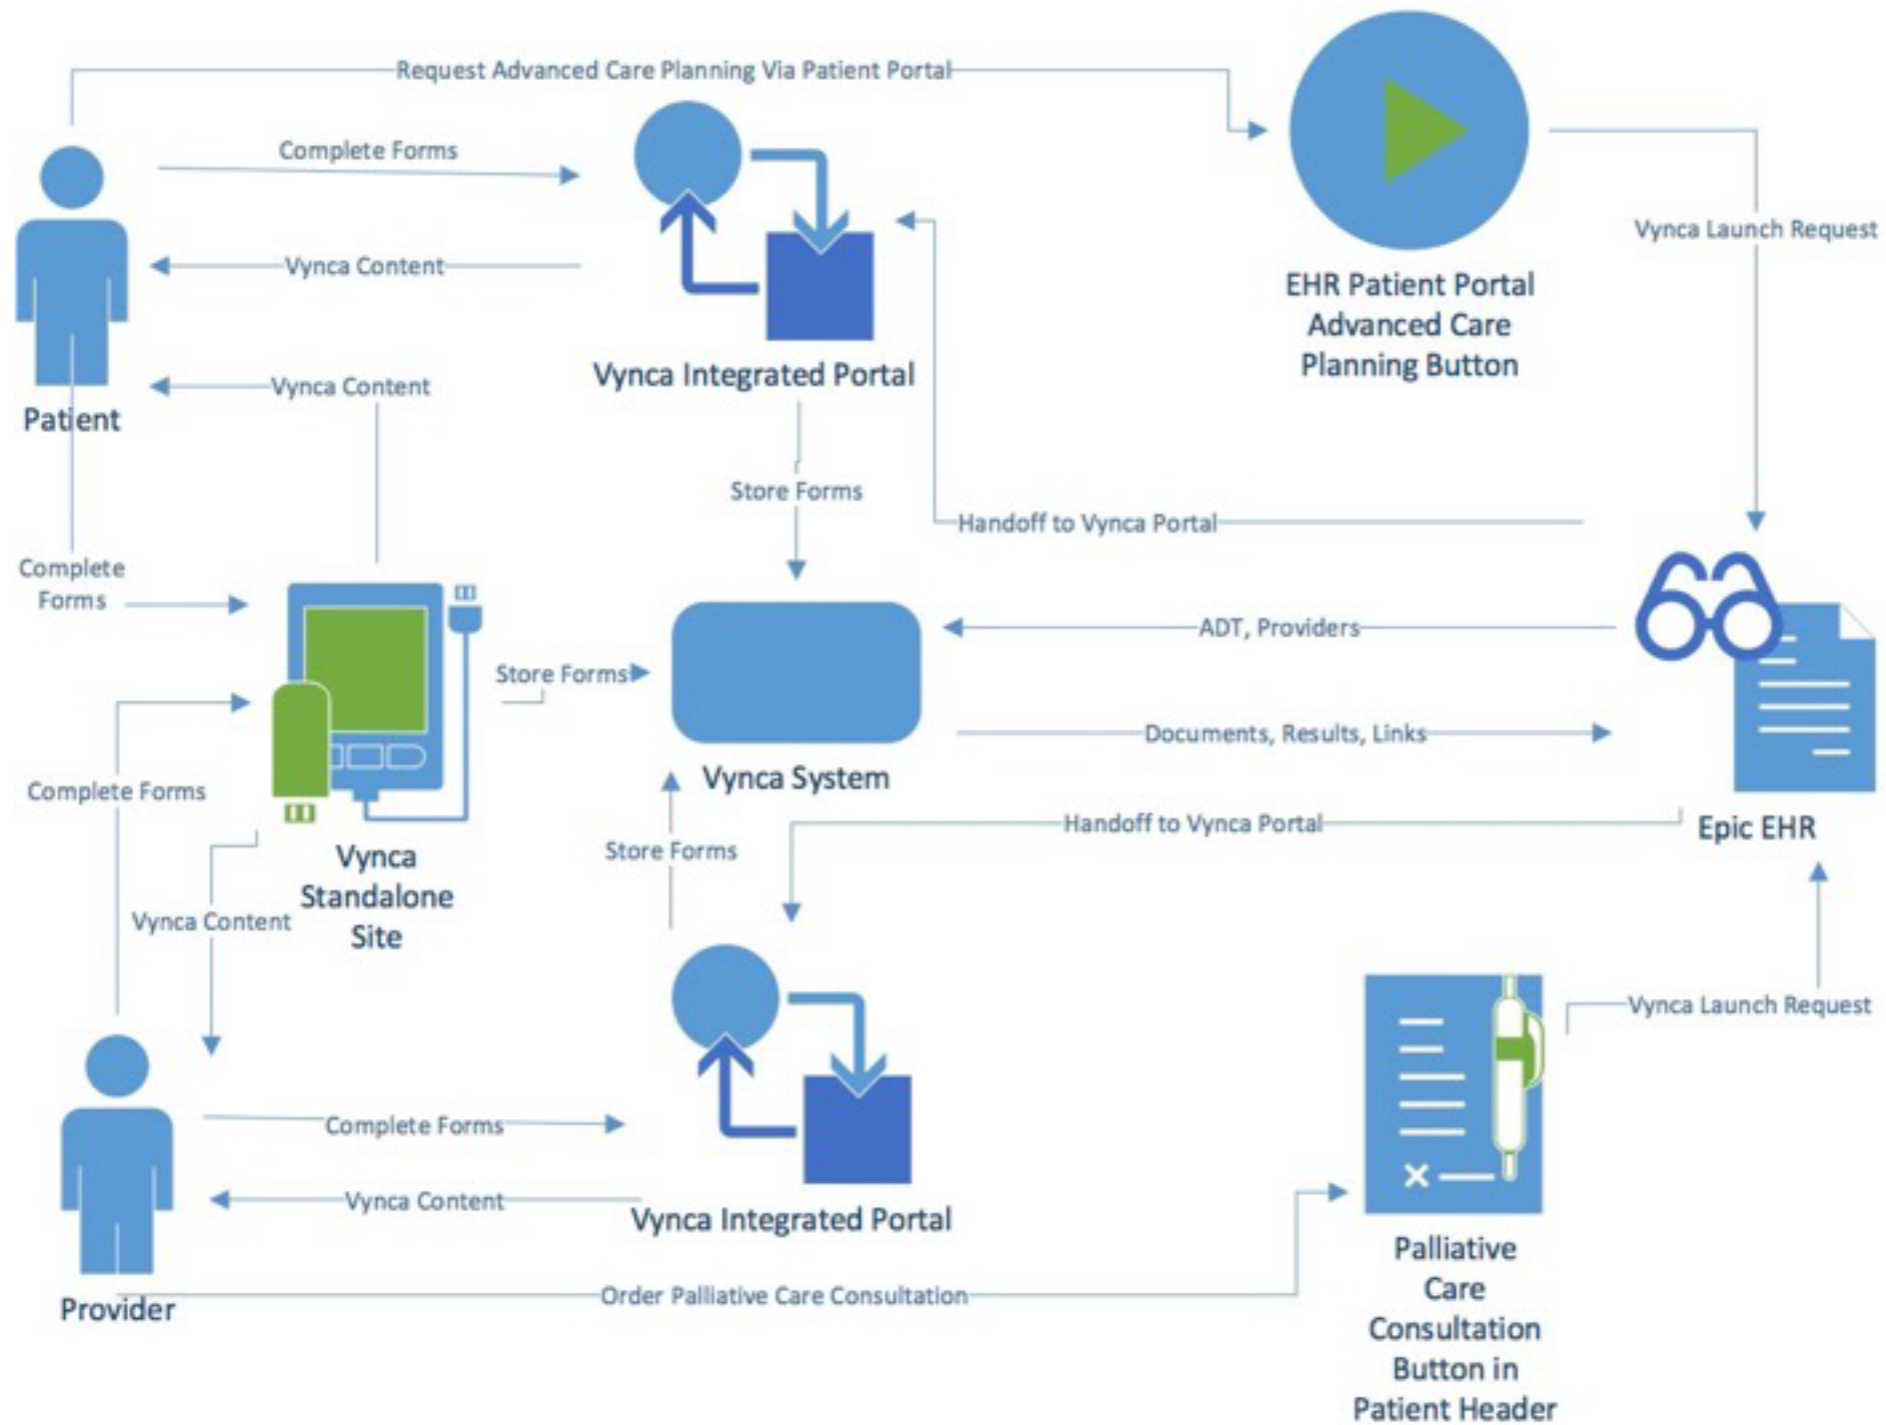 Request Advanced Care Planning Via Patient Portal
Complete Forms
Vynca Launch Request
Vynca Content
EHR Patient Portal
Advanced Care
Planning Button
Vynca Integrated Portal
Vynca Content
Patient
Store Forms
Handoff to Vynca Portal
Complete
Forms
ADT, Providers
Store Forms
Documents, Results, Links
Vynca System
Complete Forms
Handoff to Vynca Portal
Epic EHR
Store Forms
Vynca
Standalone
Site
Vynca Content
Vynca Launch Request
Complete Forms
Vynca Content
Vynca Integrated Portal
Palliative
Care
Consultation
Button in
Patient Header
Order Palliative Care Consultation
Provider